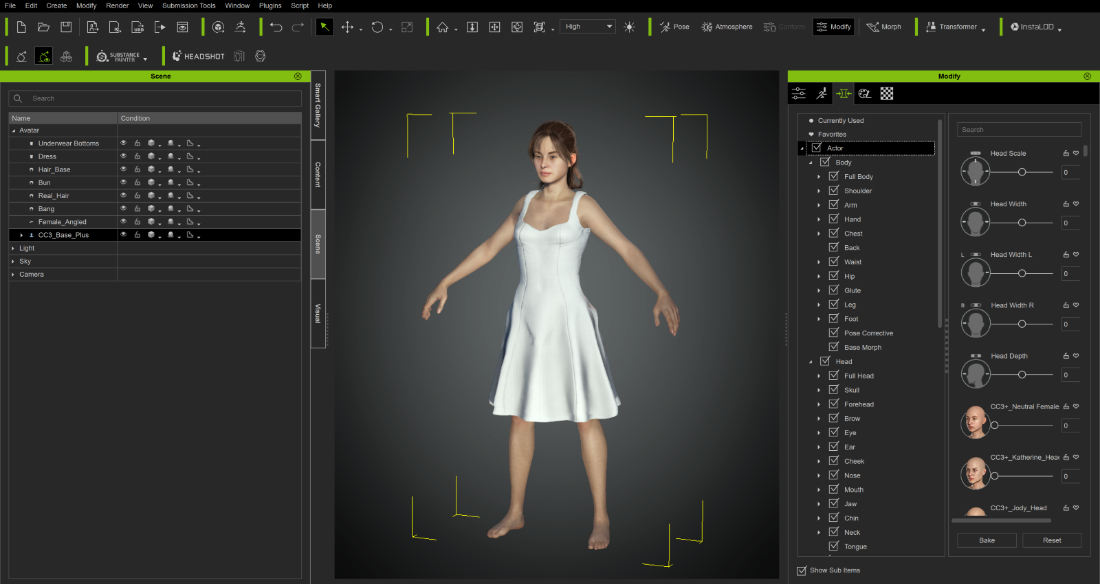 File Edit Create Modify Render View Submission Tools Window Plugins Script Help
High Pose Atmosphere Conform Modify Morph Transformer InstaLOD
SUBSTANCE PAINTER HEADSHOT
Scene
Search
Name Condition
Avatar
Underwear Bottoms
Dress
Hair_Base
Bun
Real_Hair
Bang
Female_Angled
CC3_Base_Plus
Light
Sky
Camera
Smart Gallery
Content
Scene
Visual
Modify
Currently Used
Favorites
Actor
Body
Full Body
Shoulder
Arm
Hand
Chest
Back
Waist
Hip
Glute
Leg
Foot
Pose Corrective
Base Morph
Head
Full Head
Skull
Forehead
Brow
Eye
Ear
Cheek
Nose
Mouth
Jaw
Chin
Neck
Tongue
Show Sub Items
Search
Head Scale
0
Head Width
0
L Head Width L
0
R Head Width R
0
Head Depth
0
CC3+_Neutral Female
0
CC3+_Katherine_Hea
0
CC3+_Jody_Head
Bake Reset